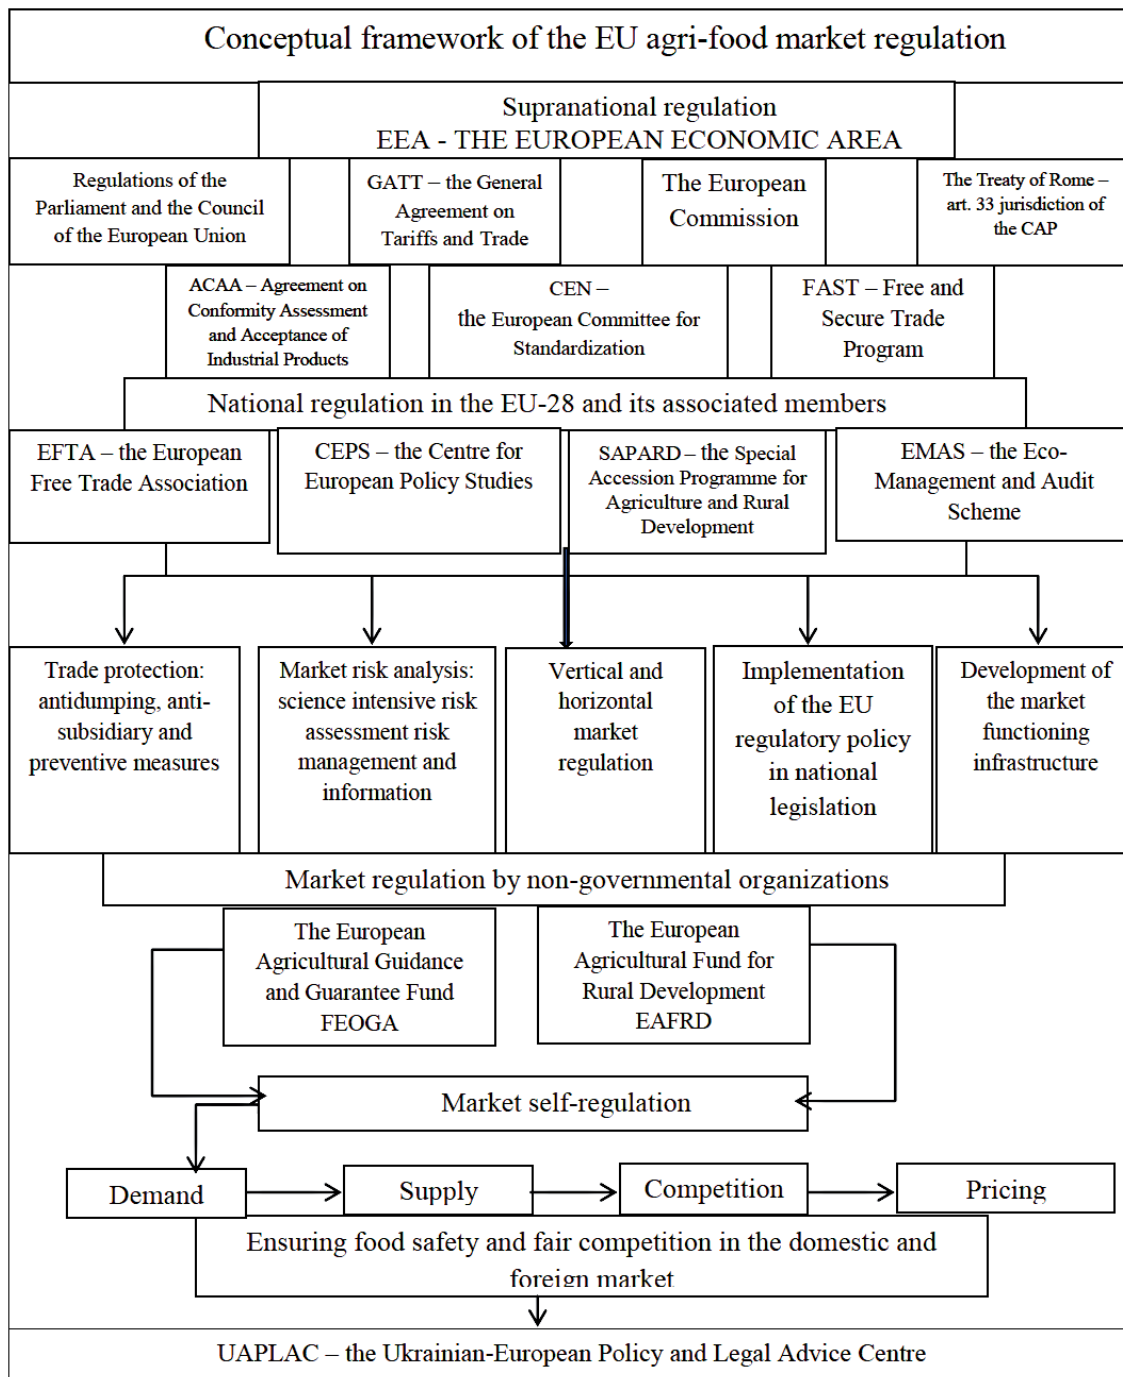 Conceptual framework of the EU agri-food market regulation
Supranational regulation
EEA - THE EUROPEAN ECONOMIC AREA
Regulations of the
Parliament and the Council
of the European Union
GATT – the General
Agreement on
Tariffs and Trade
The European
Commission
The Treaty of Rome –
art. 33 jurisdiction of
the CAP
ACAA – Agreement on
Conformity Assessment
and Acceptance of
Industrial Products
CEN –
the European Committee for
Standardization
FAST – Free and
Secure Trade
Program
National regulation in the EU-28 and its associated members
EFTA – the European
Free Trade Association
CEPS – the Centre for
European Policy Studies
SAPARD – the Special
Accession Programme for
Agriculture and Rural
Development
EMAS – the Eco-
Management and Audit
Scheme
Trade protection:
antidumping, anti-
subsidiary and
preventive measures
Market risk analysis:
science intensive risk
assessment risk
management and
information
Vertical and
horizontal
market
regulation
Implementation
of the EU
regulatory policy
in national
legislation
Development of
the market
functioning
infrastructure
Market regulation by non-governmental organizations
The European
Agricultural Guidance
and Guarantee Fund
FEOGA
The European
Agricultural Fund for
Rural Development
EAFRD
Market self-regulation
Demand
Supply
Competition
Pricing
Ensuring food safety and fair competition in the domestic and
foreign market
UAPLAC – the Ukrainian-European Policy and Legal Advice Centre